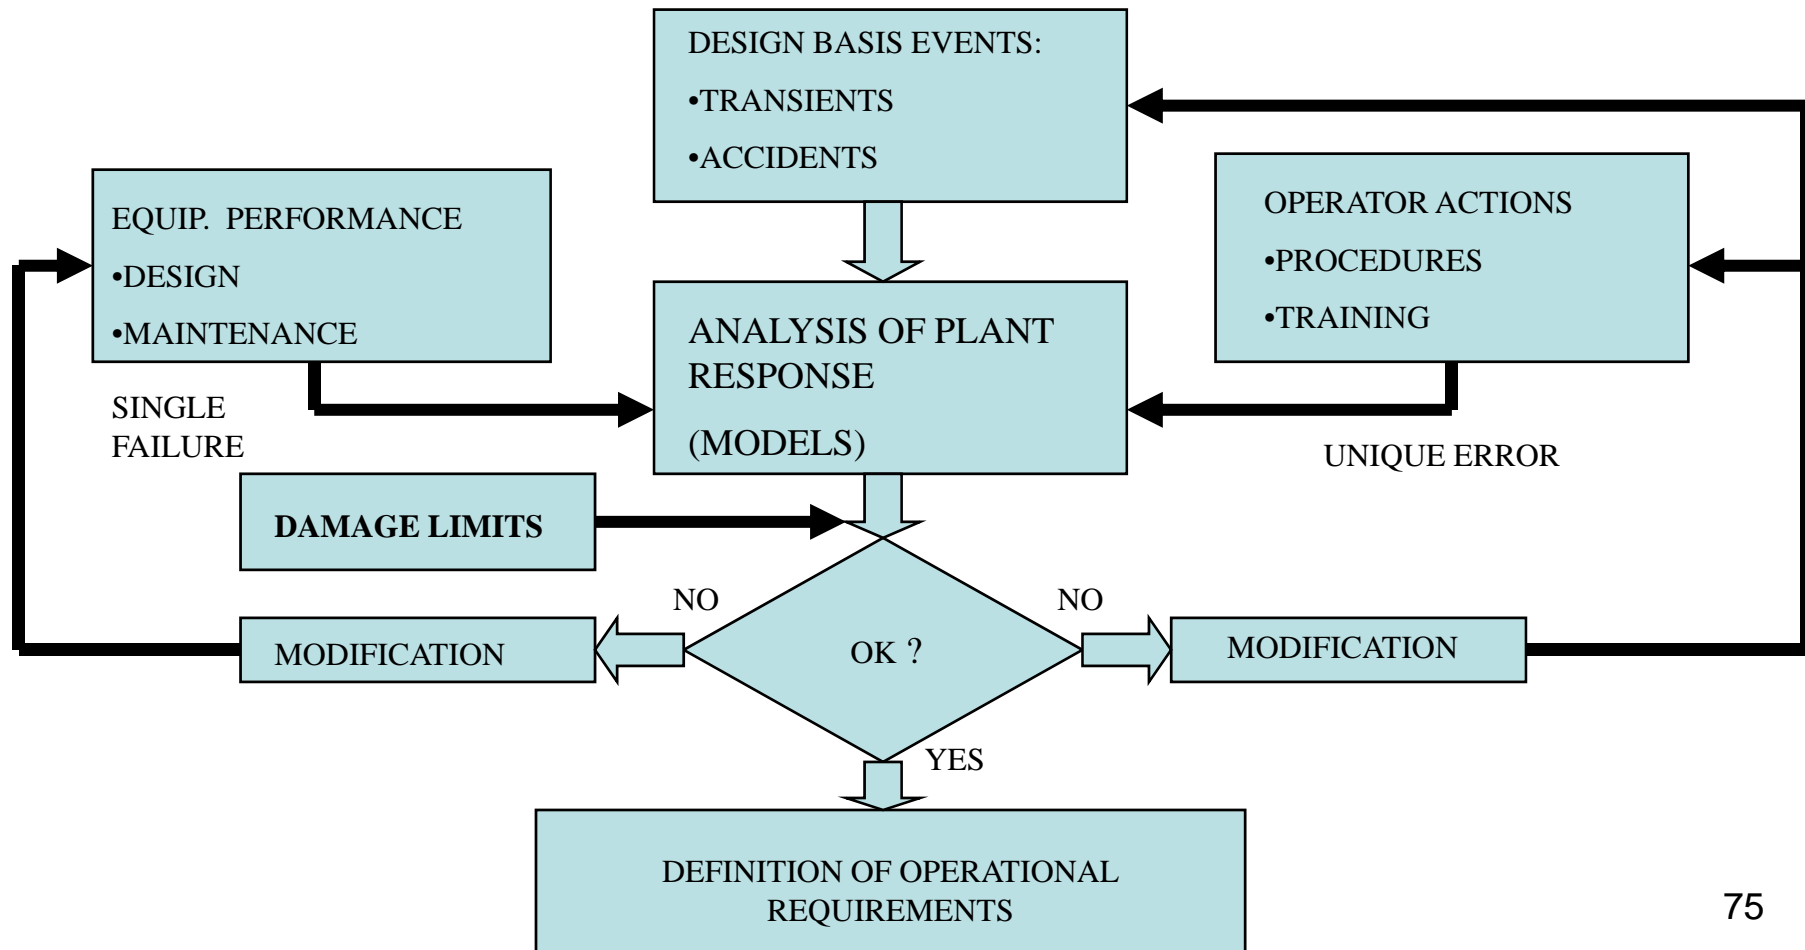 DESIGN BASIS EVENTS:
•TRANSIENTS
•ACCIDENTS
EQUIP. PERFORMANCE
•DESIGN
•MAINTENANCE
OPERATOR ACTIONS
•PROCEDURES
•TRAINING
ANALYSIS OF PLANT
RESPONSE
(MODELS)
SINGLE
FAILURE
UNIQUE ERROR
DAMAGE LIMITS
NO
NO
MODIFICATION
OK ?
MODIFICATION
YES
DEFINITION OF OPERATIONAL
REQUIREMENTS
75